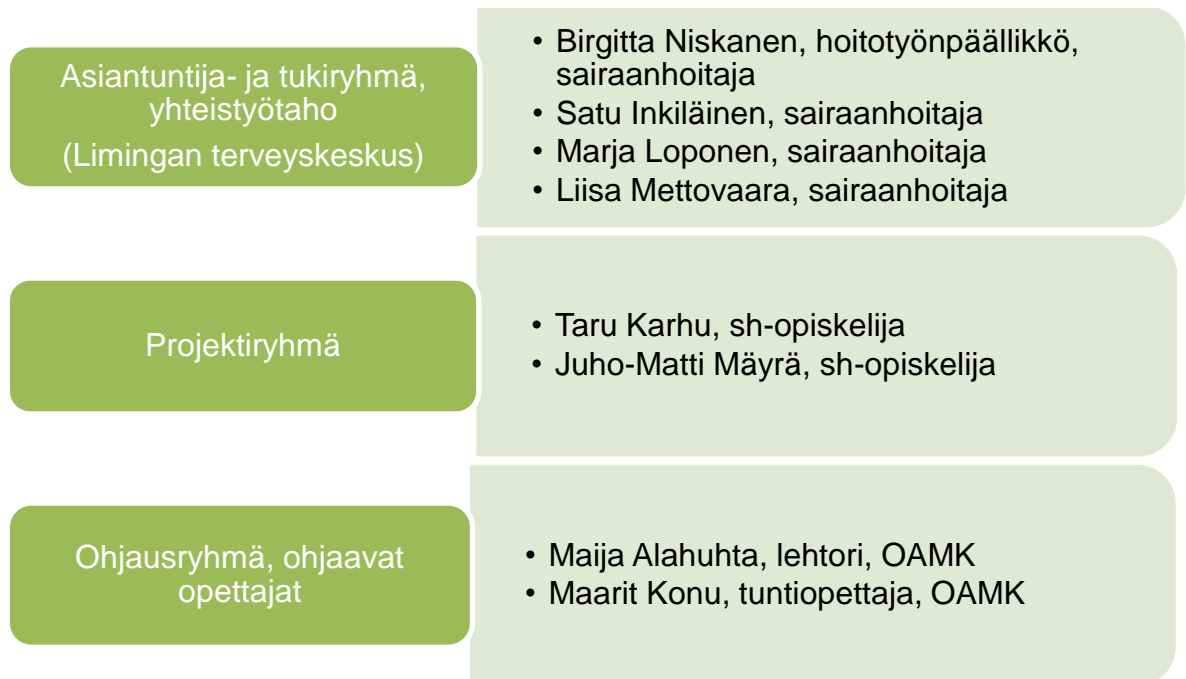 Asiantuntija- ja tukiryhmä,
yhteistyötaho
(Limingan terveyskeskus)
• Birgitta Niskanen, hoitotyönpäällikkö,
sairaanhoitaja
• Satu Inkiläinen, sairaanhoitaja
• Marja Loponen, sairaanhoitaja
• Liisa Mettovaara, sairaanhoitaja
Projektiryhmä
• Taru Karhu, sh-opiskelija
• Juho-Matti Mäyrä, sh-opiskelija
Ohjausryhmä, ohjaavat
opettajat
• Maija Alahuhta, lehtori, OAMK
• Maarit Konu, tuntiopettaja, OAMK